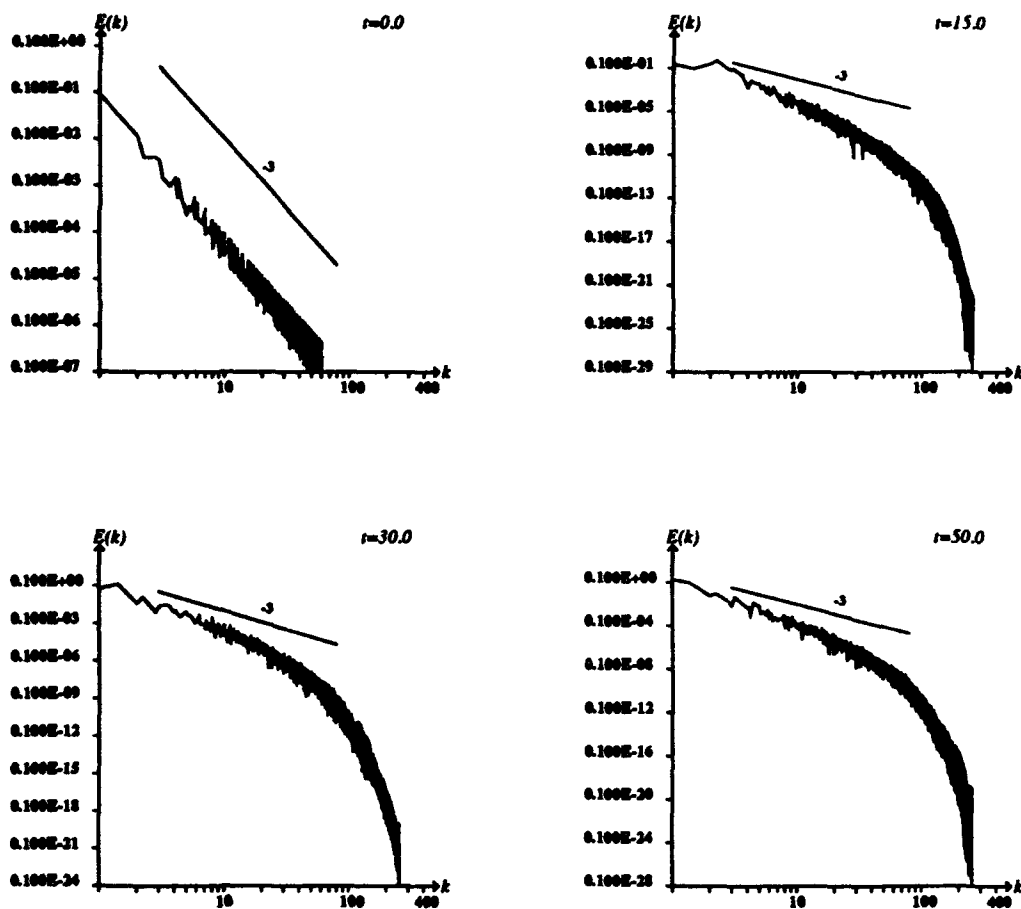 E(k) t=0.0
0.100E+00
0.100E-01
0.100E-02
0.100E-03
0.100E-04
0.100E-05
0.100E-06
0.100E-07
-3
10 100 400 k
E(k) t=15.0
0.100E-01
0.100E-05
0.100E-09
0.100E-13
0.100E-17
0.100E-21
0.100E-25
0.100E-29
-3
10 100 400 k
E(k) t=30.0
0.100E+00
0.100E-03
0.100E-06
0.100E-09
0.100E-12
0.100E-15
0.100E-18
0.100E-21
0.100E-24
-3
10 100 400 k
E(k) t=50.0
0.100E+00
0.100E-04
0.100E-08
0.100E-12
0.100E-16
0.100E-20
0.100E-24
0.100E-28
-3
10 100 400 k